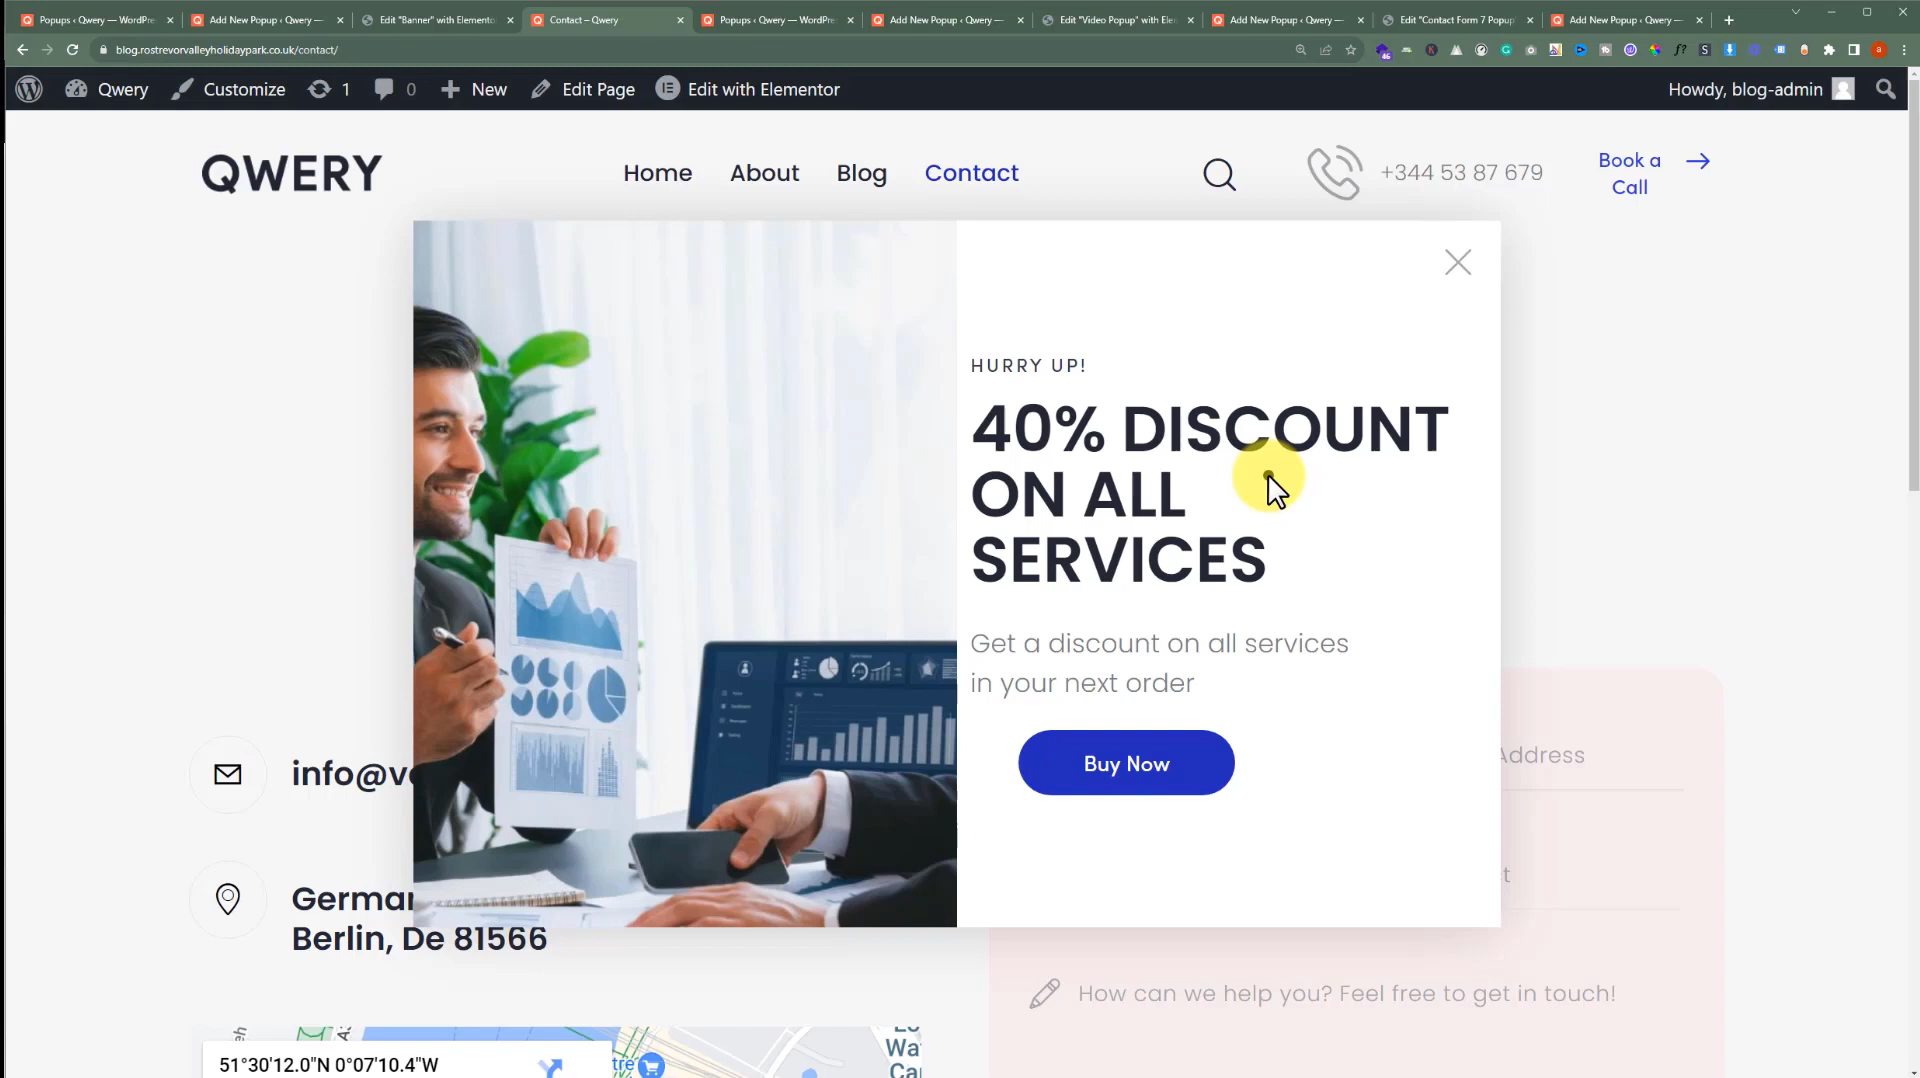 Popups ‹ Qwery — WordPre
Add New Popup ‹ Qwery —
Edit "Banner" with Elemento
Contact – Qwery
Popups ‹ Qwery — WordPre
Add New Popup ‹ Qwery —
Edit "Video Popup" with Ele
Add New Popup ‹ Qwery —
Edit "Contact Form 7 Popup"
Add New Popup ‹ Qwery —
blog.rostrevorvalleyholidaypark.co.uk/contact/
Qwery
Customize
1
0
New
Edit Page
Edit with Elementor
Howdy, blog-admin
QWERY
Home
About
Blog
Contact
+344 53 87 679
Book a
Call
HURRY UP!
40% DISCOUNT
ON ALL
SERVICES
Get a discount on all services
in your next order
Buy Now
info@v
Address
t
German
Berlin, De 81566
How can we help you? Feel free to get in touch!
Wa
Ca
51°30'12.0"N 0°07'10.4"W
tre